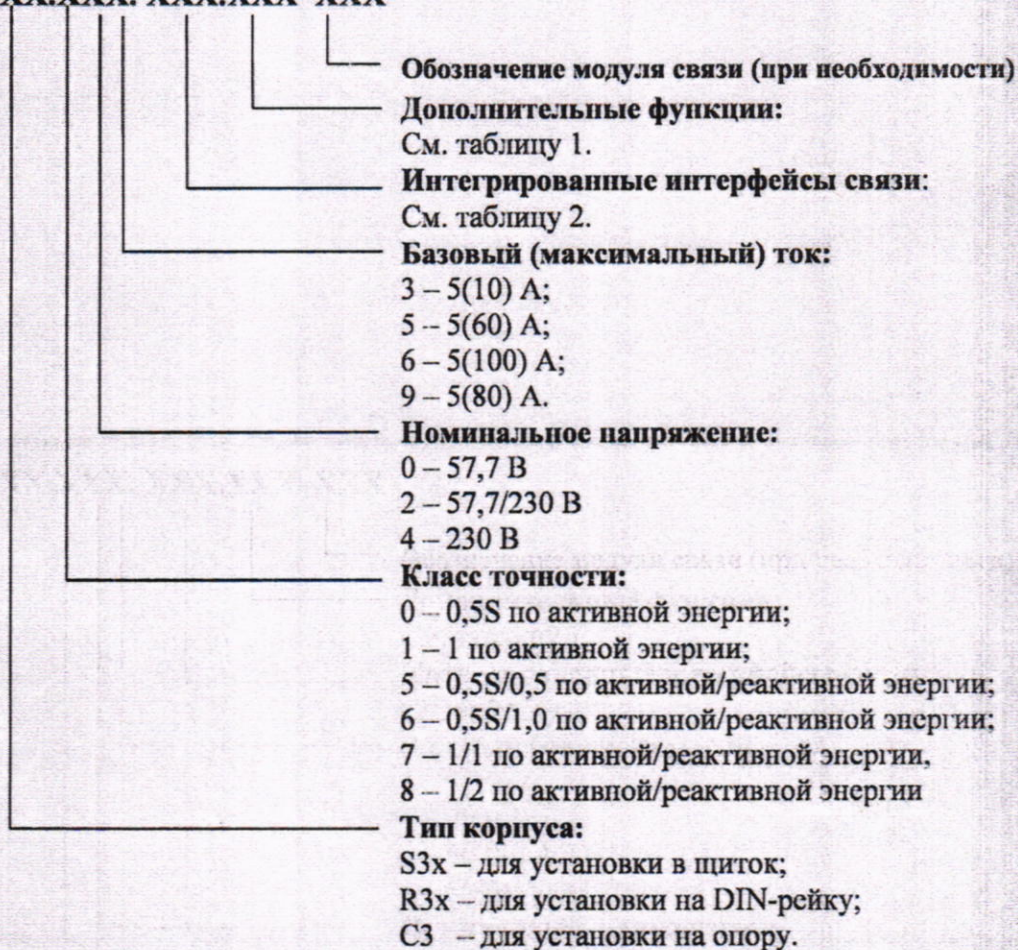 XX.XXX. XXX.XXX-XXX
Обозначение модуля связи (при необходимости)
Дополнительные функции:
См. таблицу 1.
Интегрированные интерфейсы связи:
См. таблицу 2.
Базовый (максимальный) ток:
3 – 5(10) А;
5 – 5(60) А;
6 – 5(100) А;
9 – 5(80) А.
Номинальное напряжение:
0 – 57,7 В
2 – 57,7/230 В
4 – 230 В
Класс точности:
0 – 0,5S по активной энергии;
1 – 1 по активной энергии;
5 – 0,5S/0,5 по активной/реактивной энергии;
6 – 0,5S/1,0 по активной/реактивной энергии;
7 – 1/1 по активной/реактивной энергии,
8 – 1/2 по активной/реактивной энергии
Тип корпуса:
S3x – для установки в щиток;
R3x – для установки на DIN-рейку;
C3 – для установки на опору.